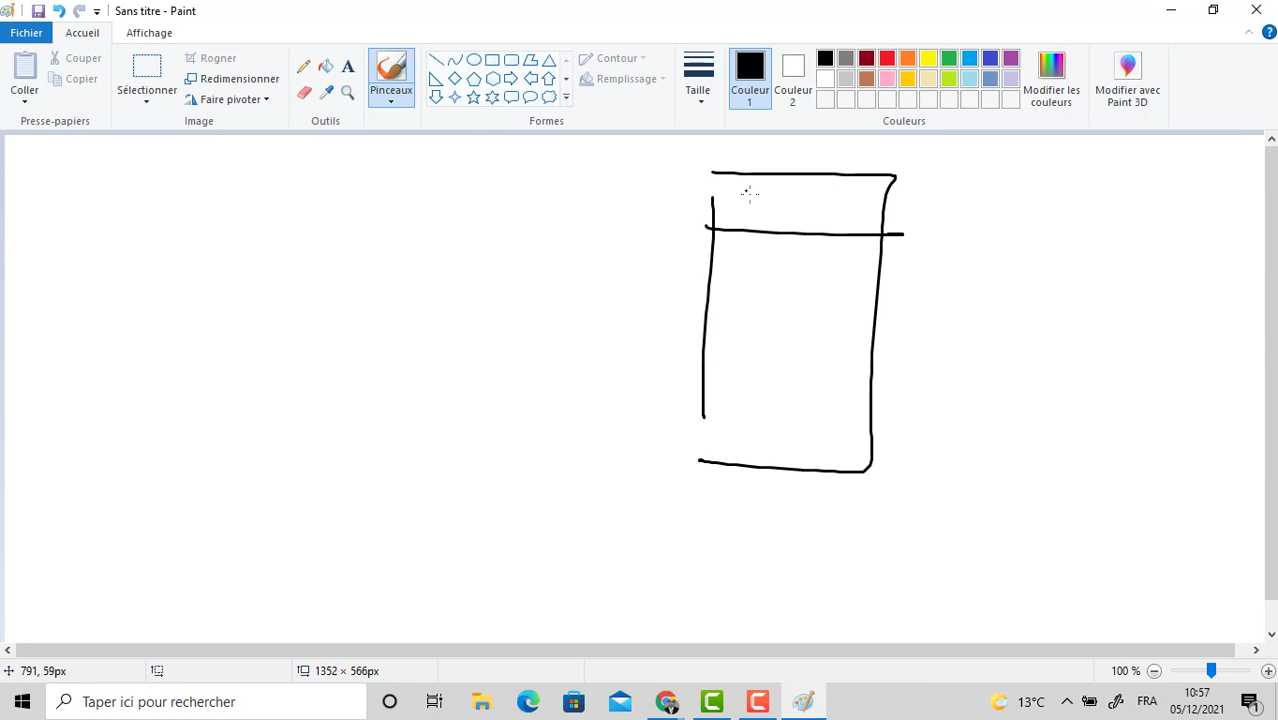 Sans titre - Paint
Fichier Accueil Affichage
Coller
Couper
Copier
Presse-papiers
Sélectionner
Rogner
Redimensionner
Faire pivoter
Image
A
Outils
Pinceaux
Contour
Remplissage
Formes
Taille
Couleur 1
Couleur 2
Modifier les couleurs
Couleurs
Modifier avec Paint 3D
791, 59px
1352 × 566px
100 %
Taper ici pour rechercher
13°C
FRA
10:57
05/12/2021
1